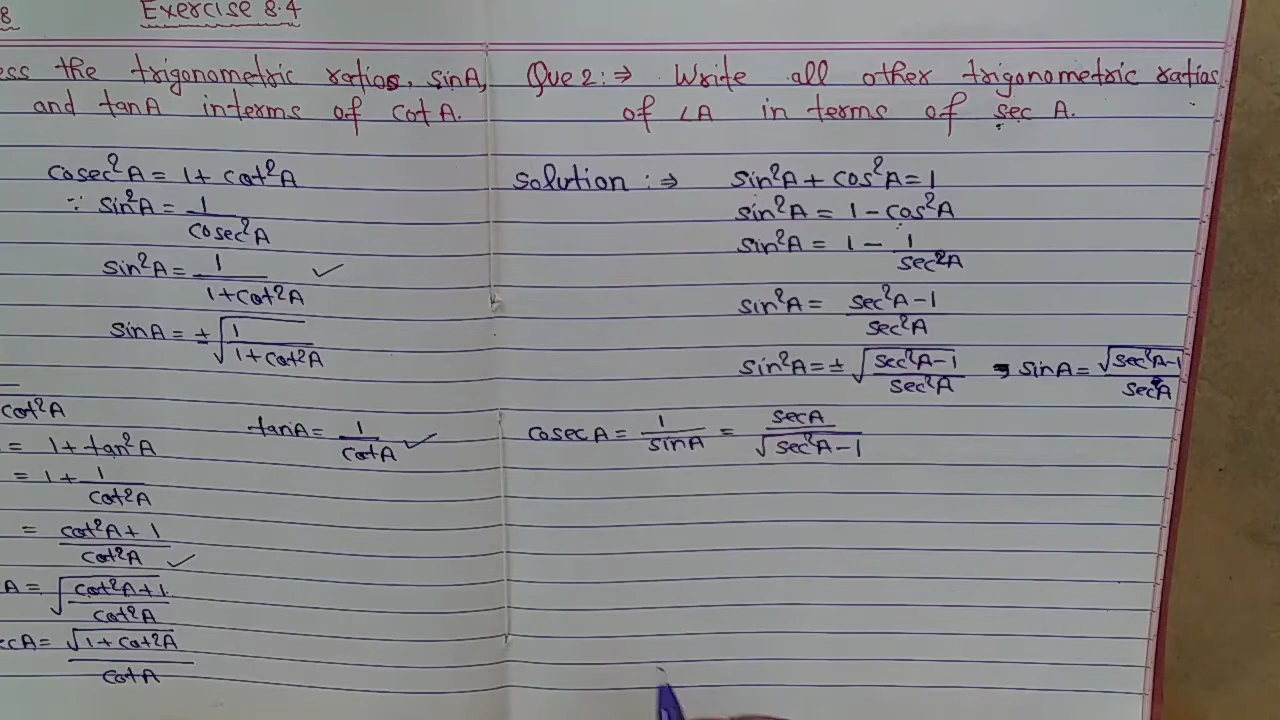 8 Exercise 8.4
ess the trigonometric ratios, sinA,
and tanA interms of cot A.
cosec²A = 1 + cot²A
∵ sin²A = 1/cosec²A
sin²A = 1/1+cot²A ✓
sinA = ±√1/1+cot²A
cot²A
= 1 + tan²A
tanA = 1/cotA ✓
= 1 + 1/cot²A
= cot²A + 1/cot²A ✓
A = √cot²A+1/cot²A
ecA = √1+cot²A/cotA
Que 2:⇒ Write all other trigonometric ratios
of ∠A in terms of sec A.
Solution :⇒ sin²A + cos²A = 1
sin²A = 1 - cos²A
sin²A = 1 - 1/sec²A
sin²A = sec²A - 1/sec²A
sin²A = ± √sec²A-1/sec²A ⇒ sinA = √sec²A-1/secA
cosec A = 1/sinA = secA/√sec²A-1